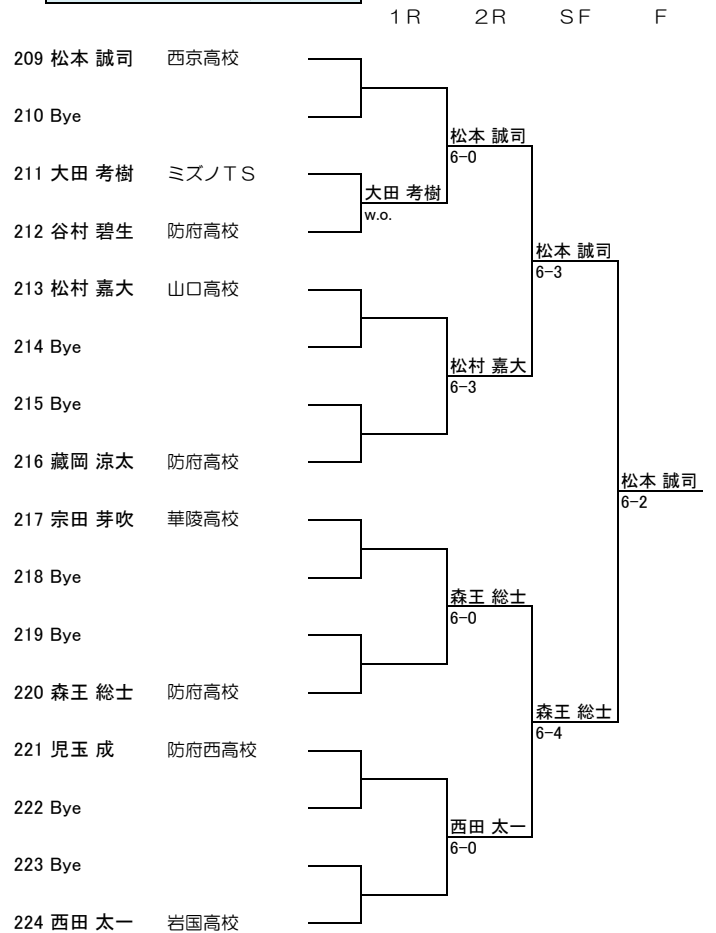 １Ｒ ２Ｒ ＳＦ Ｆ
209 松本 誠司 西京高校
210 Bye
松本 誠司
6-0
211 大田 考樹 ミズノＴＳ
大田 考樹
w.o.
212 谷村 碧生 防府高校
松本 誠司
6-3
213 松村 嘉大 山口高校
214 Bye
松村 嘉大
6-3
215 Bye
216 藏岡 涼太 防府高校
松本 誠司
6-2
217 宗田 芽吹 華陵高校
218 Bye
森王 総士
6-0
219 Bye
220 森王 総士 防府高校
森王 総士
6-4
221 児玉 成 防府西高校
222 Bye
西田 太一
6-0
223 Bye
224 西田 太一 岩国高校